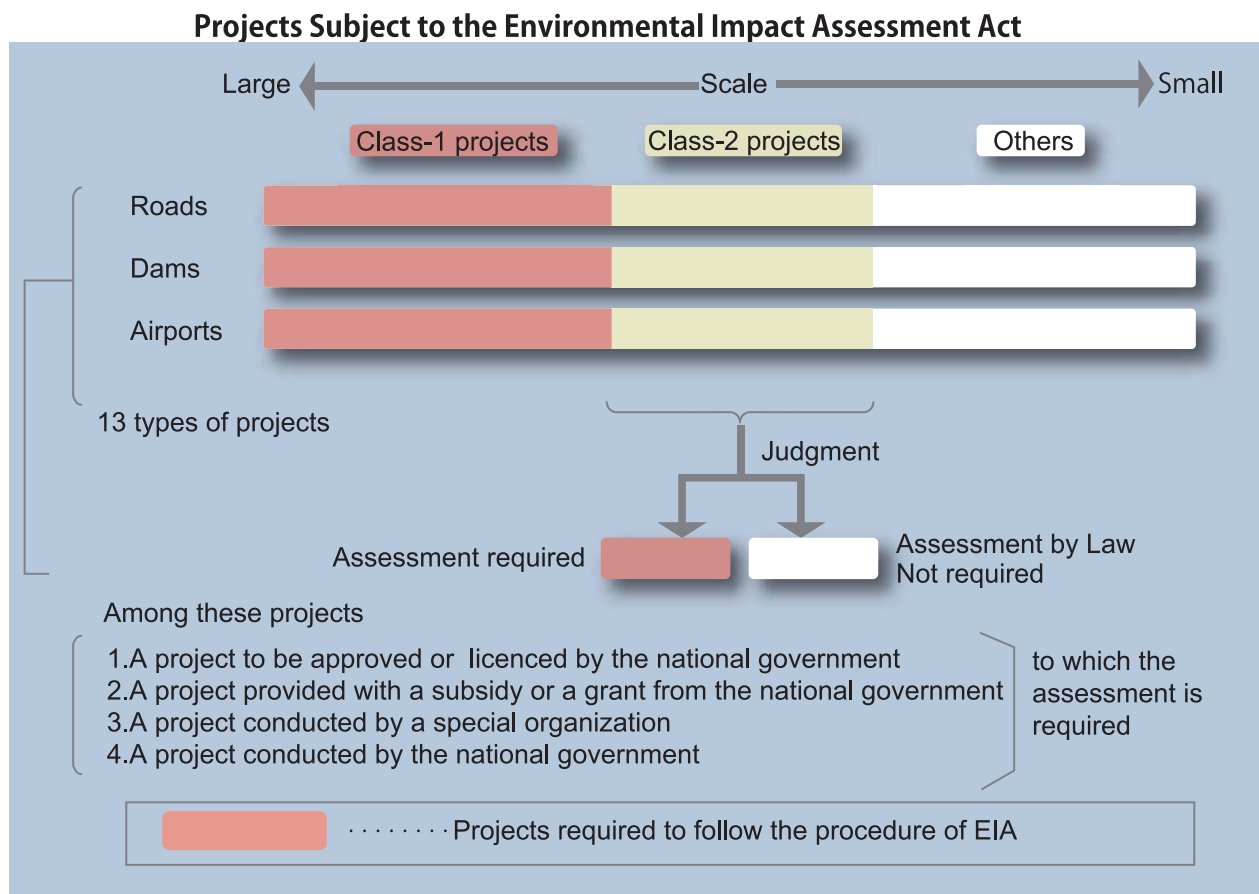 Projects Subject to the Environmental Impact Assessment Act
Large Scale Small
Class-1 projects Class-2 projects Others
Roads
Dams
Airports
13 types of projects
Judgment
Assessment required
Assessment by Law
Not required
Among these projects
1.A project to be approved or licenced by the national government
2.A project provided with a subsidy or a grant from the national government
3.A project conducted by a special organization
4.A project conducted by the national government
to which the
assessment is
required
········Projects required to follow the procedure of EIA